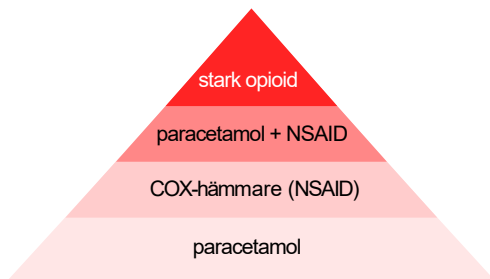 stark opioid
paracetamol + NSAID
COX-hämmare (NSAID)
paracetamol